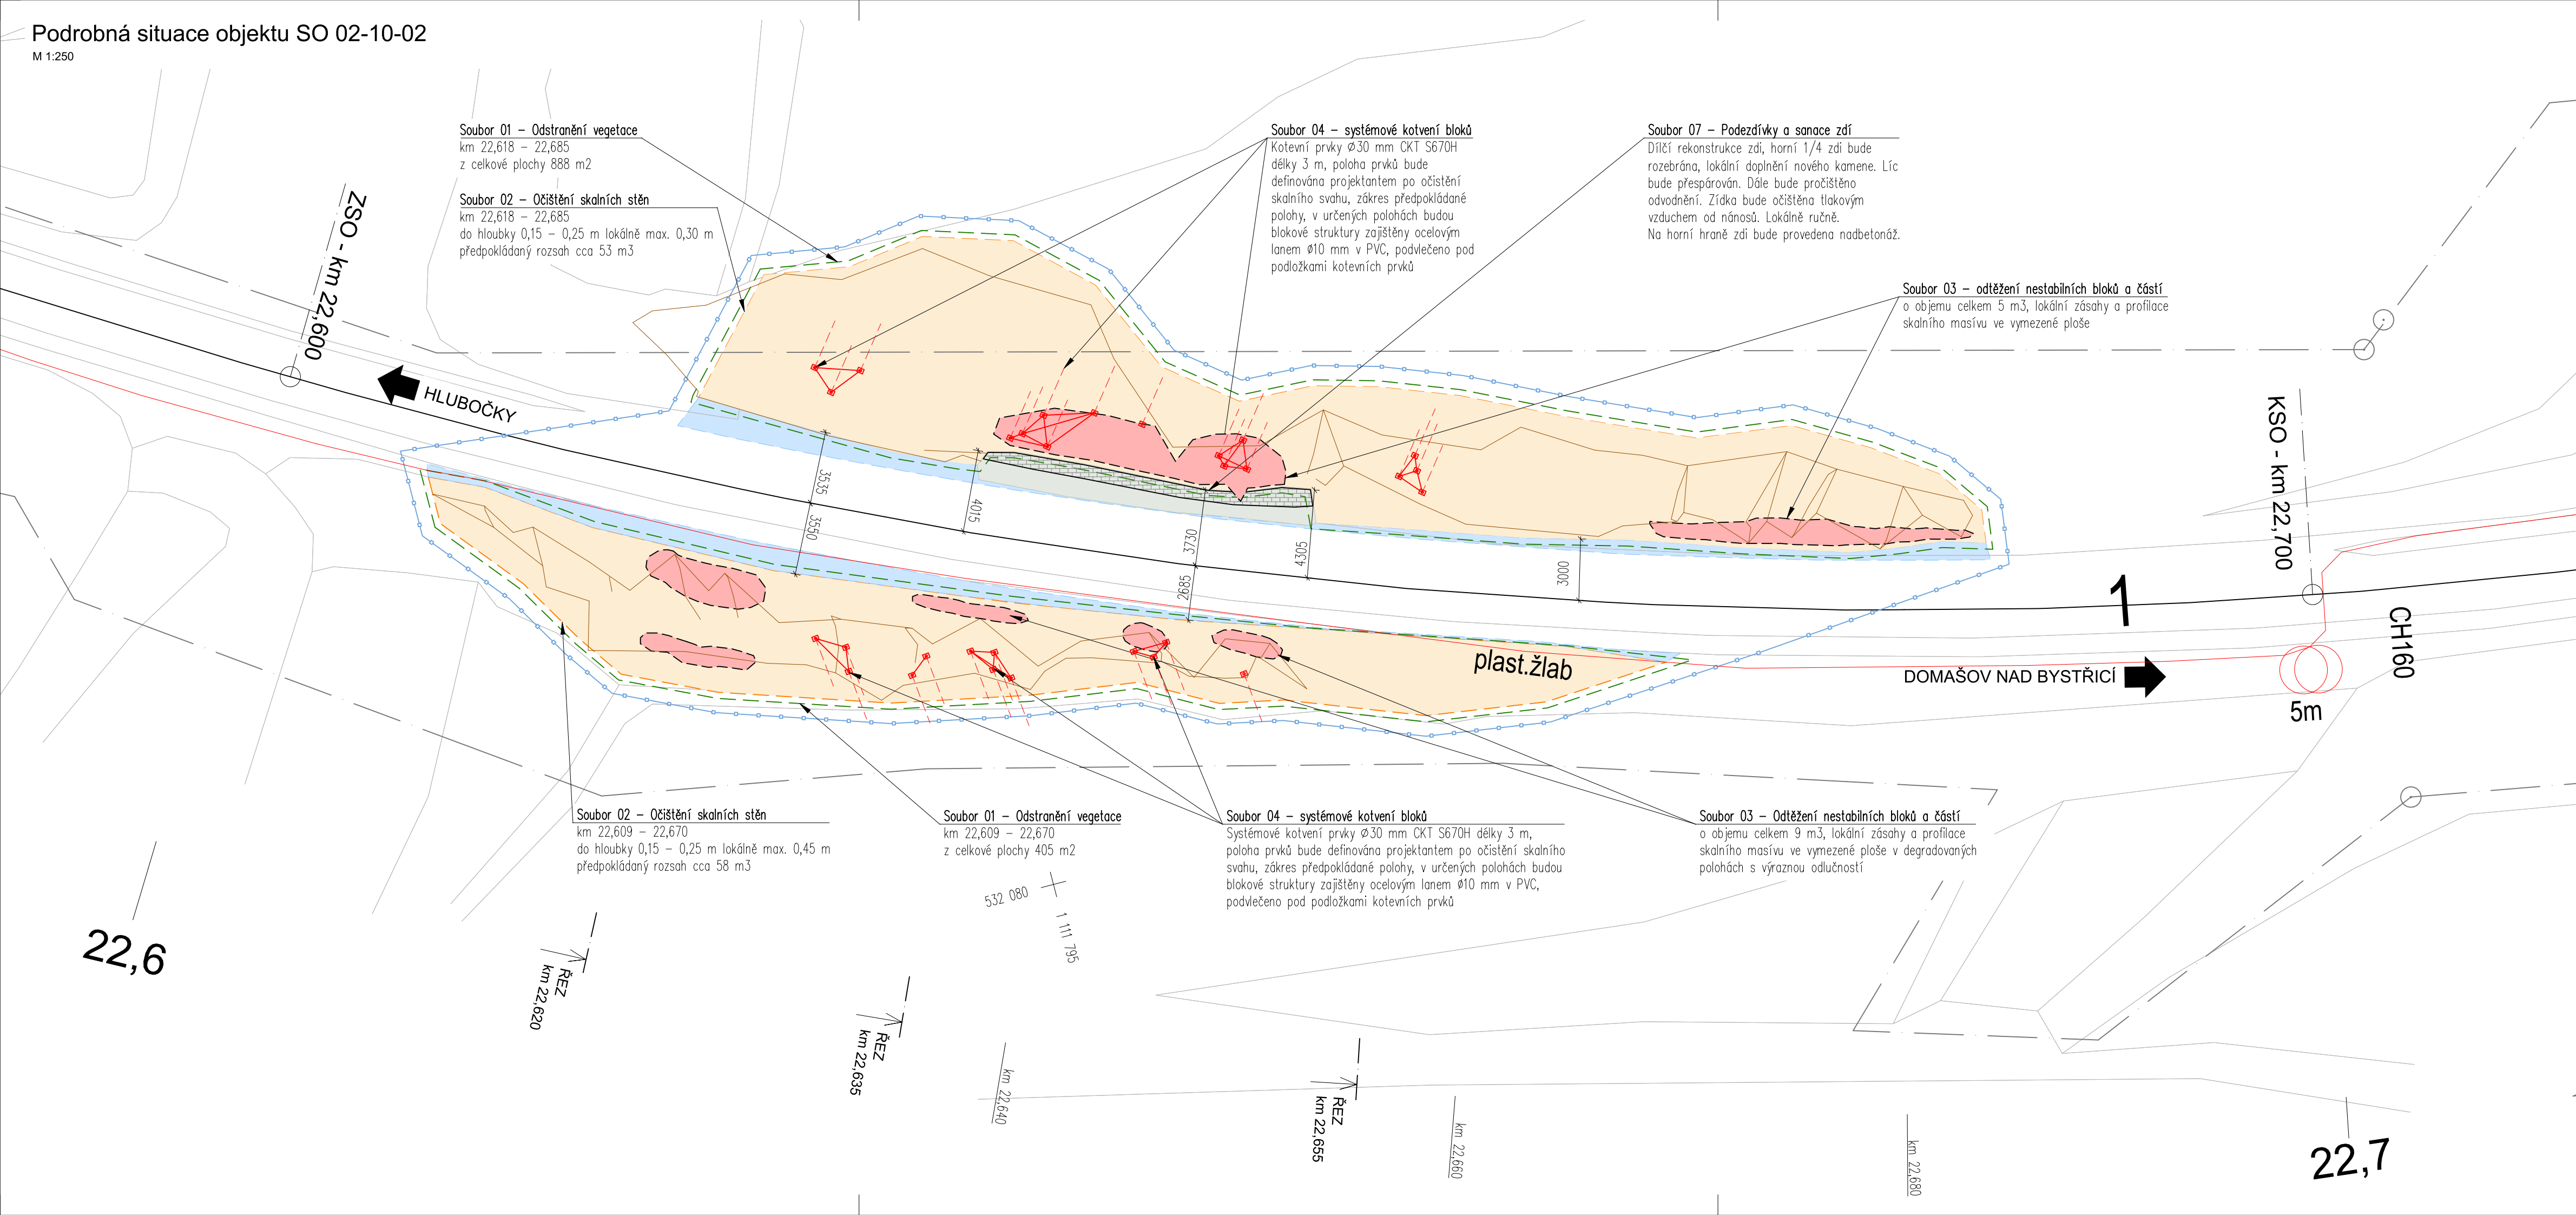 Podrobná situace objektu SO 02-10-02
M 1:250
Soubor 01 – Odstranění vegetace
km 22,618 – 22,685
z celkové plochy 888 m2
Soubor 02 – Očištění skalních stěn
km 22,618 – 22,685
do hloubky 0,15 – 0,25 m lokálně max. 0,30 m
předpokládaný rozsah cca 53 m3
Soubor 04 – systémové kotvení bloků
Kotevní prvky Ø30 mm CKT S670H
délky 3 m, poloha prvků bude
definována projektantem po očistění
skalního svahu, zákres předpokládané
polohy, v určených polohách budou
blokové struktury zajištěny ocelovým
lanem Ø10 mm v PVC, podvlečeno pod
podložkami kotevních prvků
Soubor 07 – Podezdívky a sanace zdí
Dílčí rekonstrukce zdi, horní 1/4 zdi bude
rozebrána, lokální doplnění nového kamene. Líc
bude přespárován. Dále bude pročištěno
odvodnění. Zídka bude očištěna tlakovým
vzduchem od nánosů. Lokálně ručně.
Na horní hraně zdi bude provedena nadbetonáž.
Soubor 03 – odtěžení nestabilních bloků a částí
o objemu celkem 5 m3, lokální zásahy a profilace
skalního masívu ve vymezené ploše
ZSO - km 22,600
HLUBOČKY
3535
3550
4015
3730
2685
4305
3000
KSO - km 22,700
1
CH160
plast.žlab
DOMAŠOV NAD BYSTŘICÍ
5m
Soubor 02 – Očištění skalních stěn
km 22,609 – 22,670
do hloubky 0,15 – 0,25 m lokálně max. 0,45 m
předpokládaný rozsah cca 58 m3
Soubor 01 – Odstranění vegetace
km 22,609 – 22,670
z celkové plochy 405 m2
Soubor 04 – systémové kotvení bloků
Systémové kotvení prvky Ø30 mm CKT S670H délky 3 m,
poloha prvků bude definována projektantem po očistění skalního
svahu, zákres předpokládané polohy, v určených polohách budou
blokové struktury zajištěny ocelovým lanem Ø10 mm v PVC,
podvlečeno pod podložkami kotevních prvků
Soubor 03 – Odtěžení nestabilních bloků a částí
o objemu celkem 9 m3, lokální zásahy a profilace
skalního masívu ve vymezené ploše v degradovaných
polohách s výraznou odlučností
532 080
1 111 795
22,6
ŘEZ
km 22,620
ŘEZ
km 22,635
km 22,640
ŘEZ
km 22,655
km 22,660
km 22,680
22,7